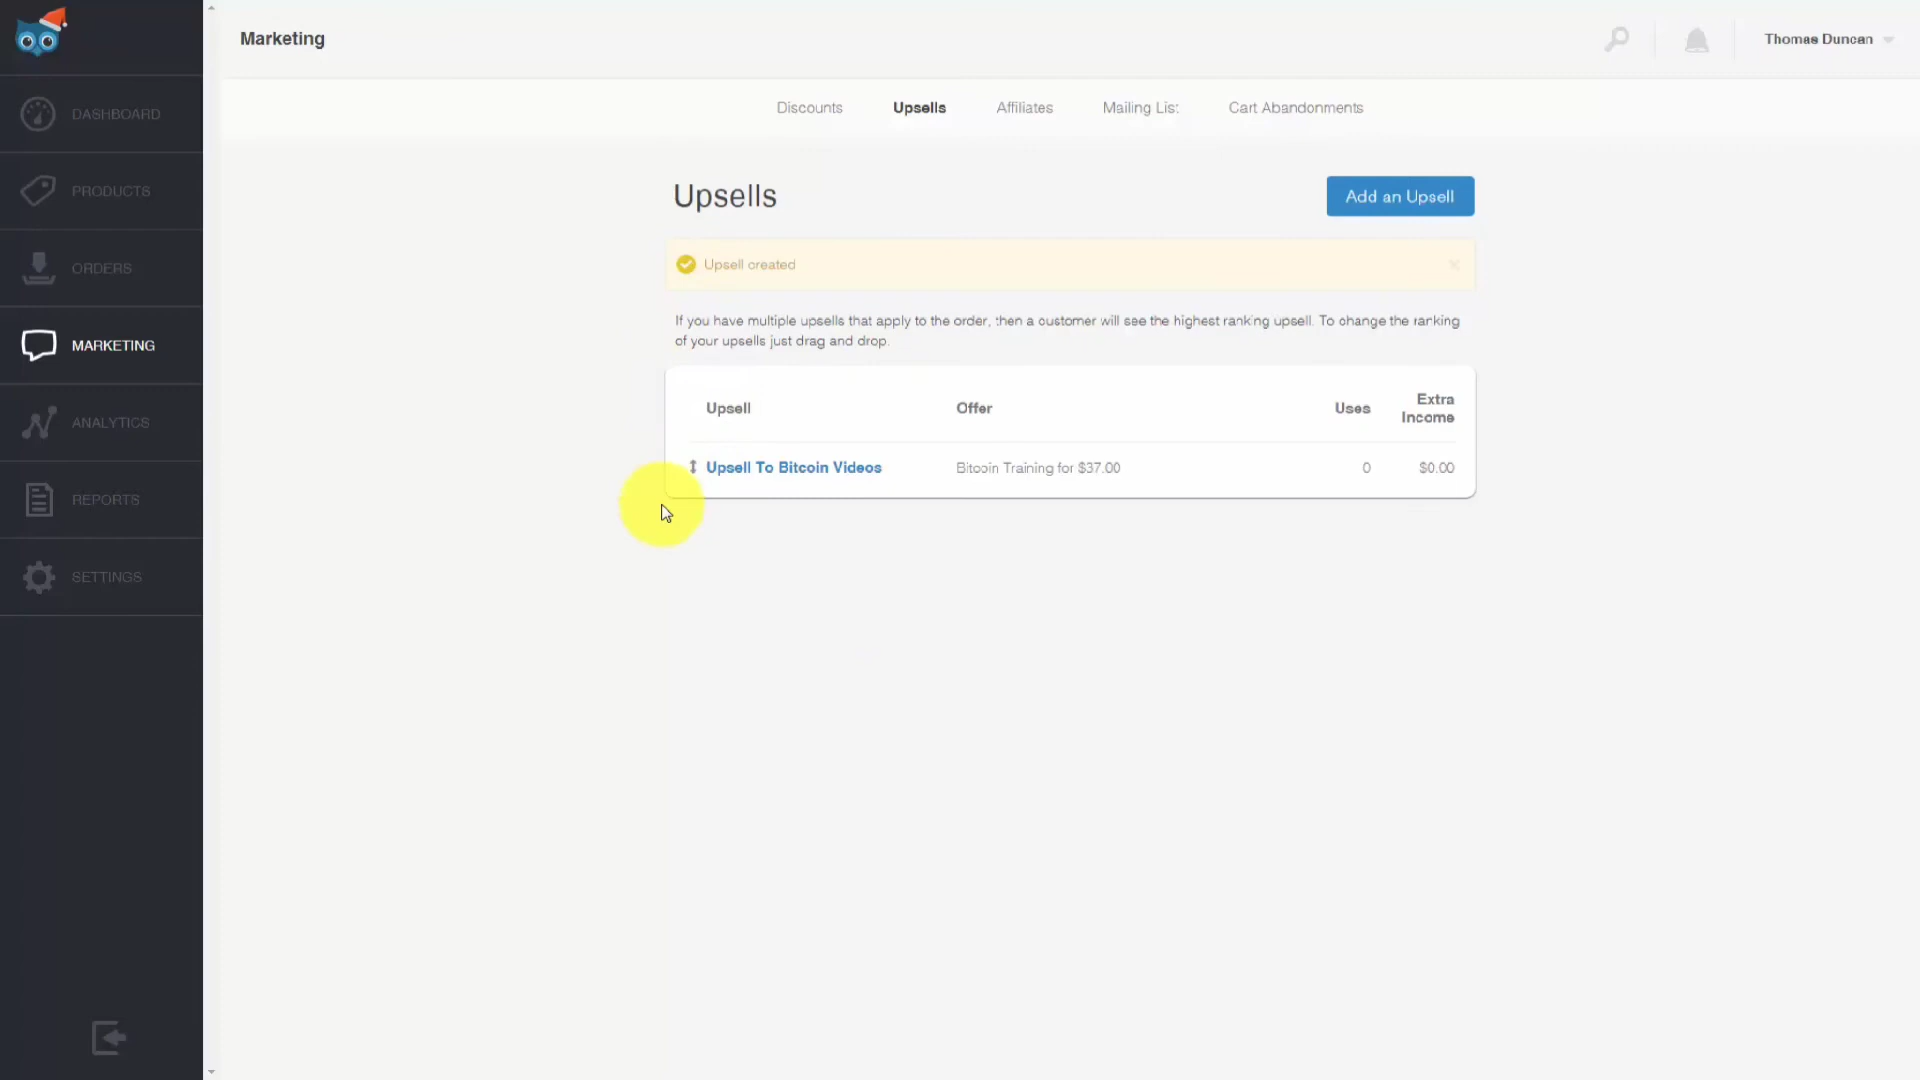 Marketing
Thomas Duncan
DASHBOARD
PRODUCTS
ORDERS
MARKETING
ANALYTICS
REPORTS
SETTINGS
Discounts
Upsells
Affiliates
Mailing List
Cart Abandonments
Upsells
Add an Upsell
Upsell created
If you have multiple upsells that apply to the order, then a customer will see the highest ranking upsell. To change the ranking
of your upsells just drag and drop.
Upsell
Offer
Uses
Extra
Income
Upsell To Bitcoin Videos
Bitcoin Training for $37.00
0
$0.00